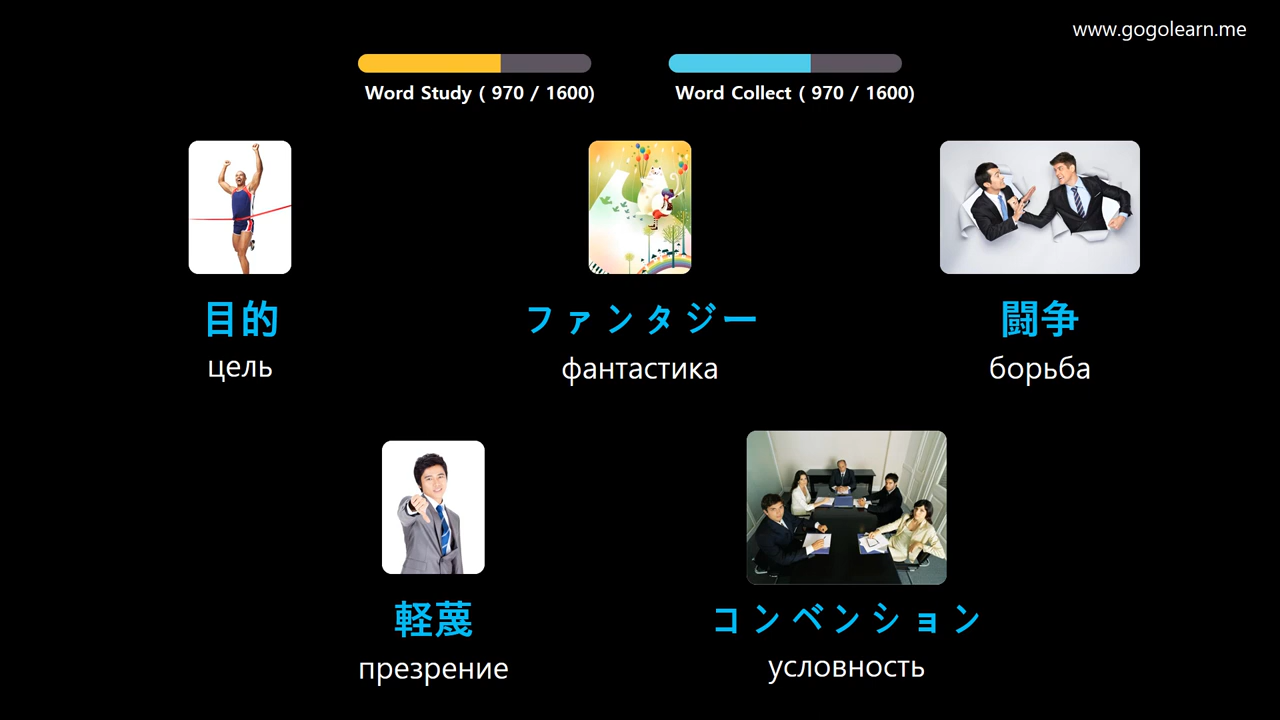 www.gogolearn.me
Word Study ( 970 / 1600)
Word Collect ( 970 / 1600)
目的
цель
ファンタジー
фантастика
闘争
борьба
軽蔑
презрение
コンベンション
условность